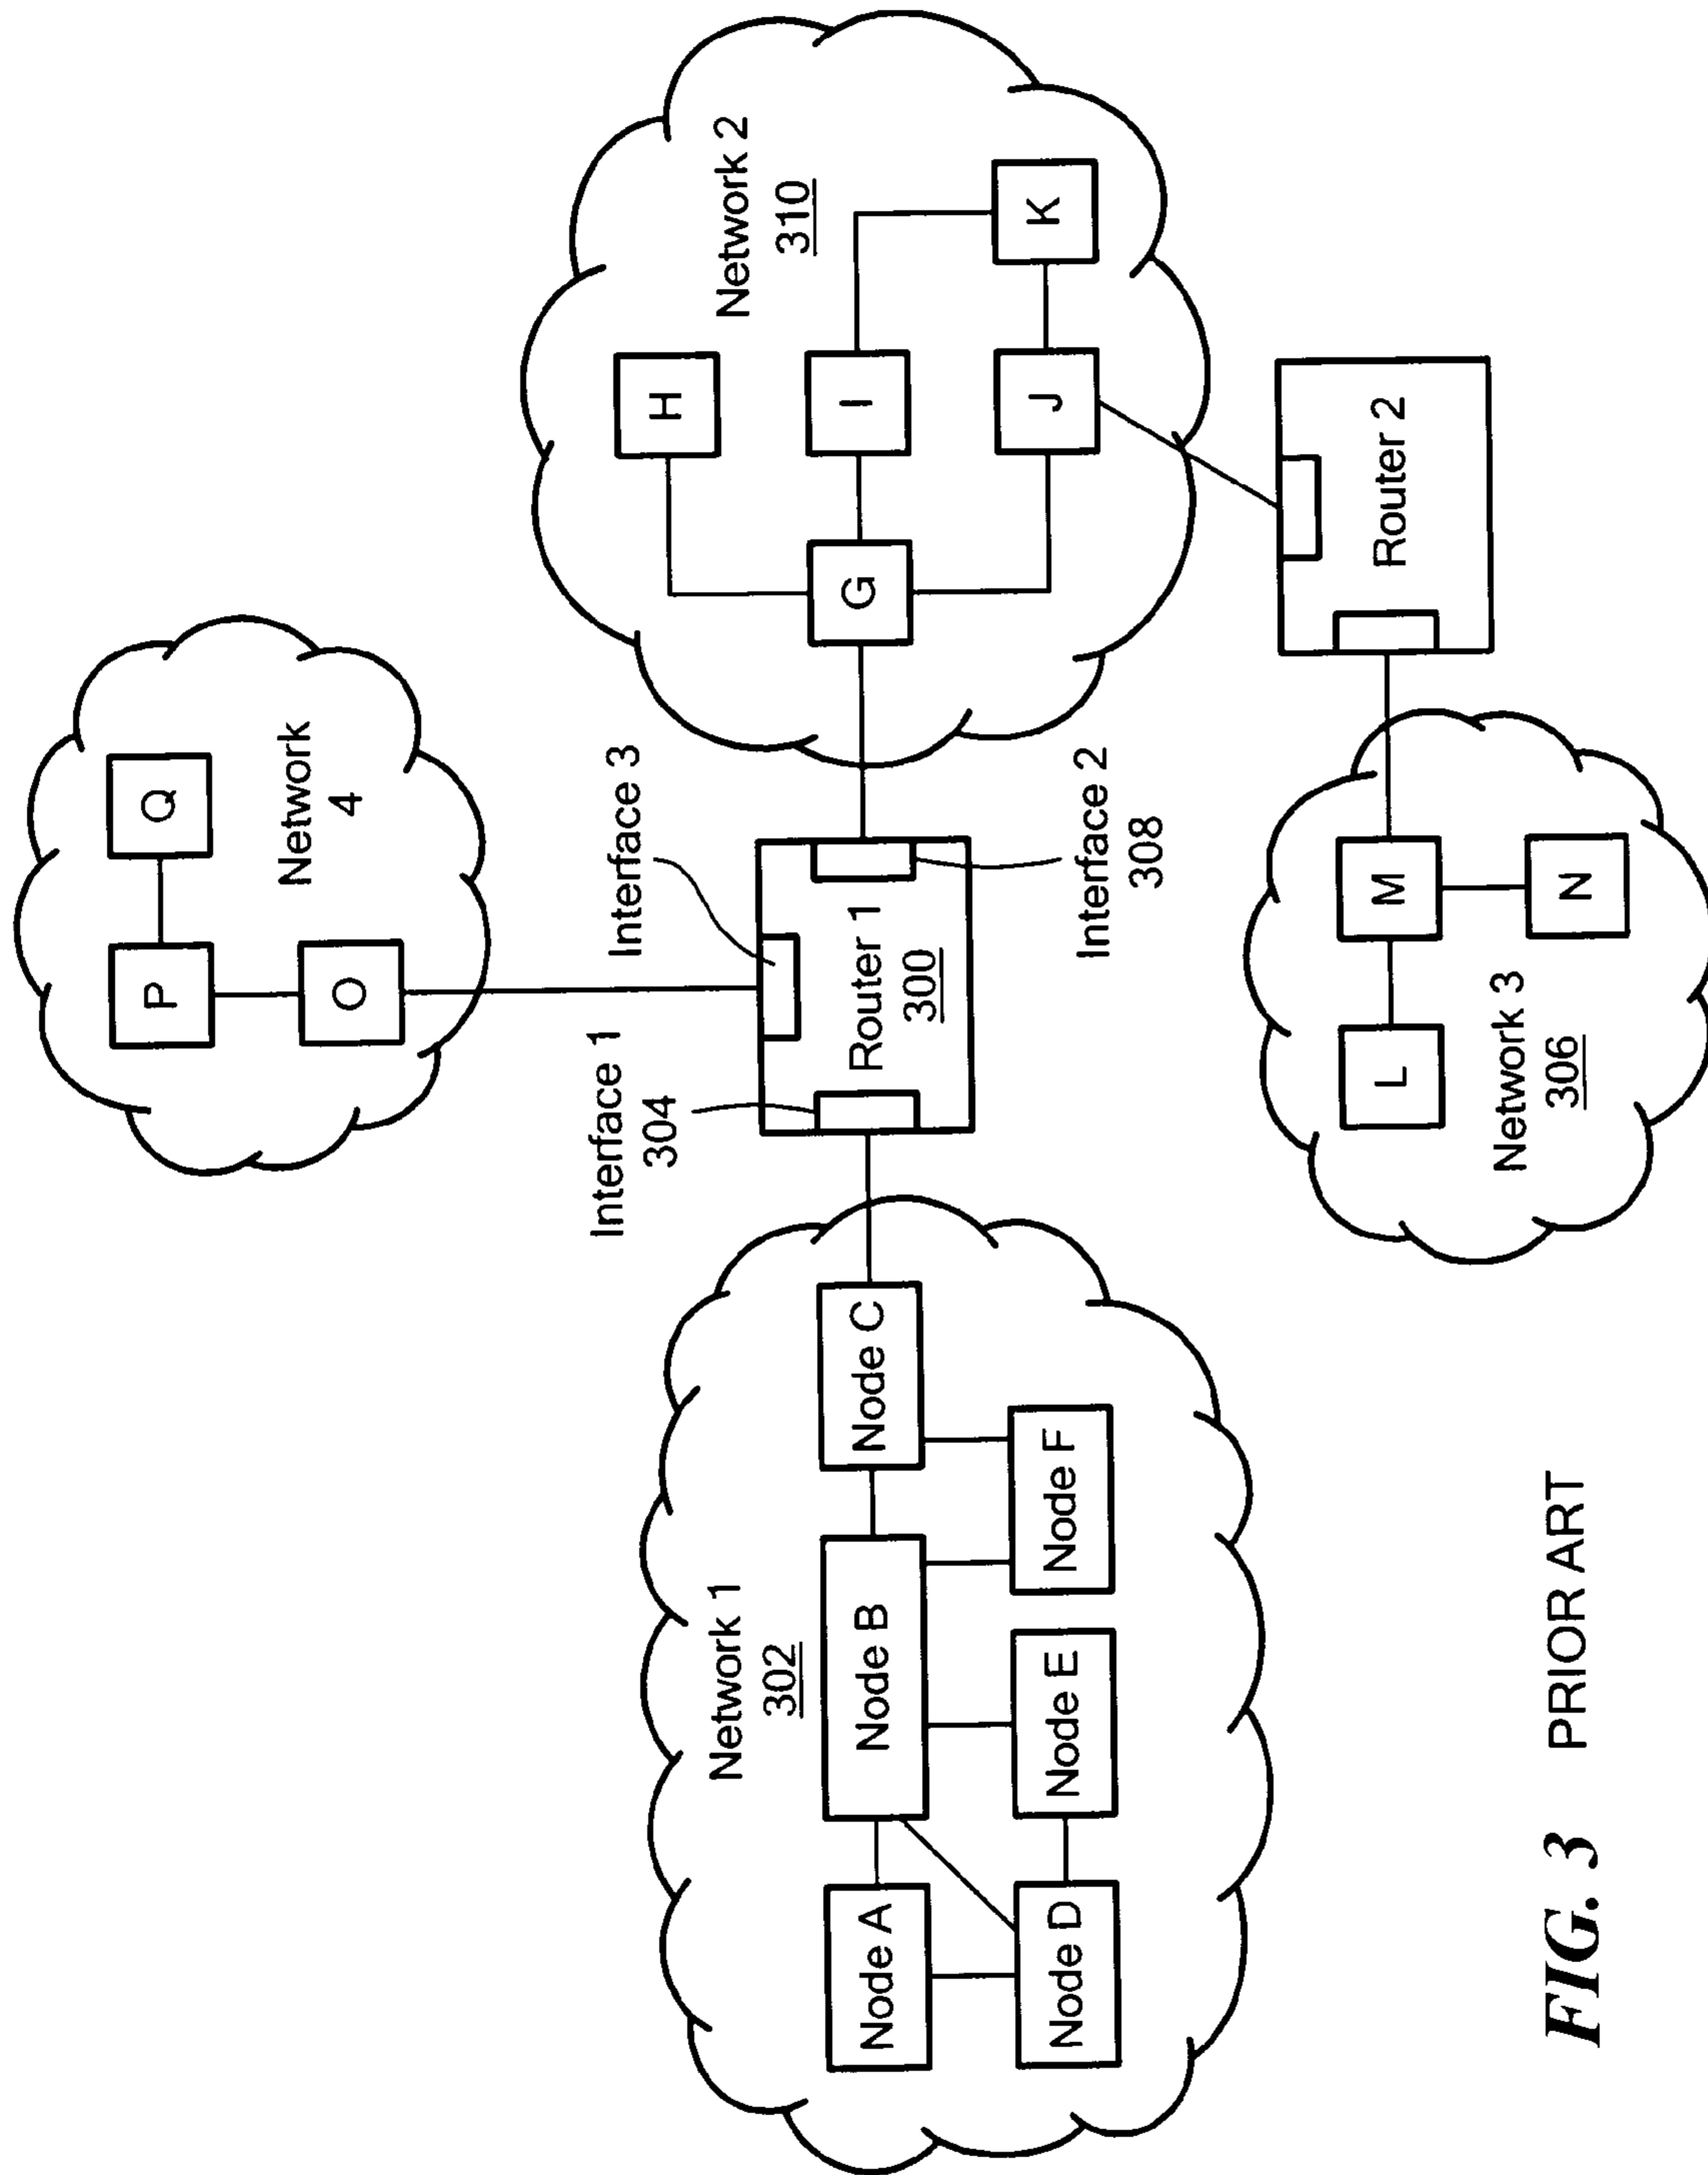 Network 1
302
Node A
Node B
Node C
Node D
Node E
Node F
Interface 1
304
Router 1
300
Interface 3
Interface 2
308
P
Q
O
Network
4
Network 2
310
H
G
I
J
K
Router 2
L
M
N
Network 3
306
FIG. 3
PRIOR ART